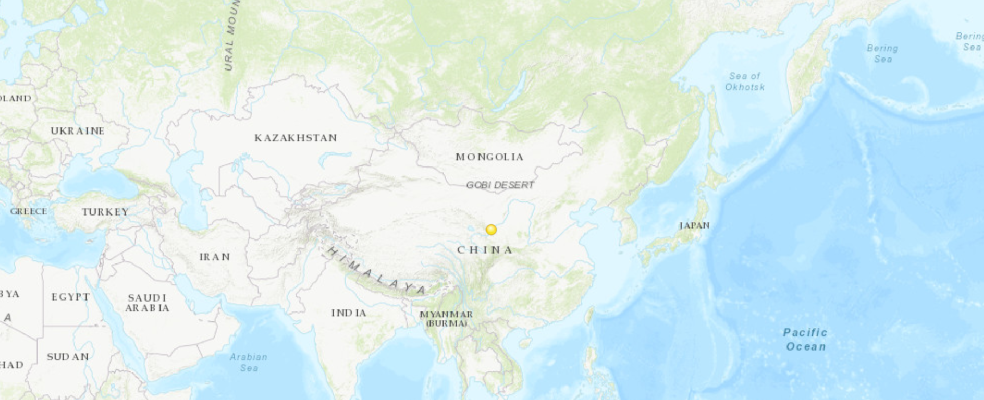 URAL MOUN
Bering
Sea
Bering
Sea
Sea of
Okhotsk
OLAND
UKRAINE
KAZAKHSTAN
MONGOLIA
GOBI DESERT
GREECE
TURKEY
JAPAN
CHINA
IRAN
HIMALAYA
BYA
EGYPT
SAUDI
ARABIA
INDIA
MYANMAR
(BURMA)
A
Pacific
Ocean
SUDAN
Arabian
Sea
HAD